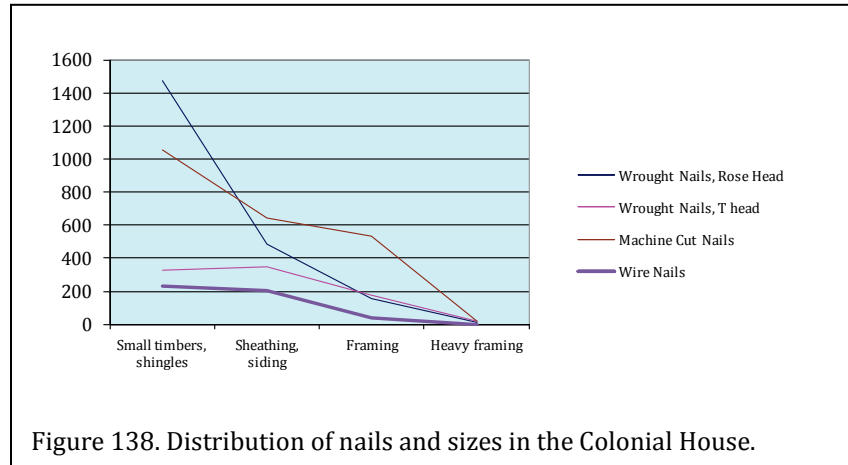 1600
1400
1200
1000
800
600
400
200
0
Small timbers,
shingles
Sheathing,
siding
Framing
Heavy framing
Wrought Nails, Rose Head
Wrought Nails, T head
Machine Cut Nails
Wire Nails
Figure 138. Distribution of nails and sizes in the Colonial House.